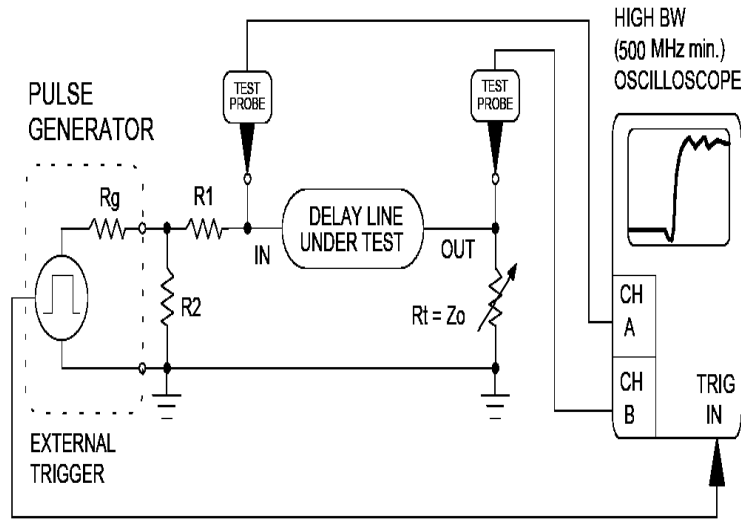 HIGH BW
(500 MHz min.)
OSCILLOSCOPE
TEST
PROBE
TEST
PROBE
PULSE
GENERATOR
Rg
R1
DELAY LINE
UNDER TEST
IN
OUT
R2
Rt = Zo
CH
A
CH
B
TRIG
IN
EXTERNAL
TRIGGER